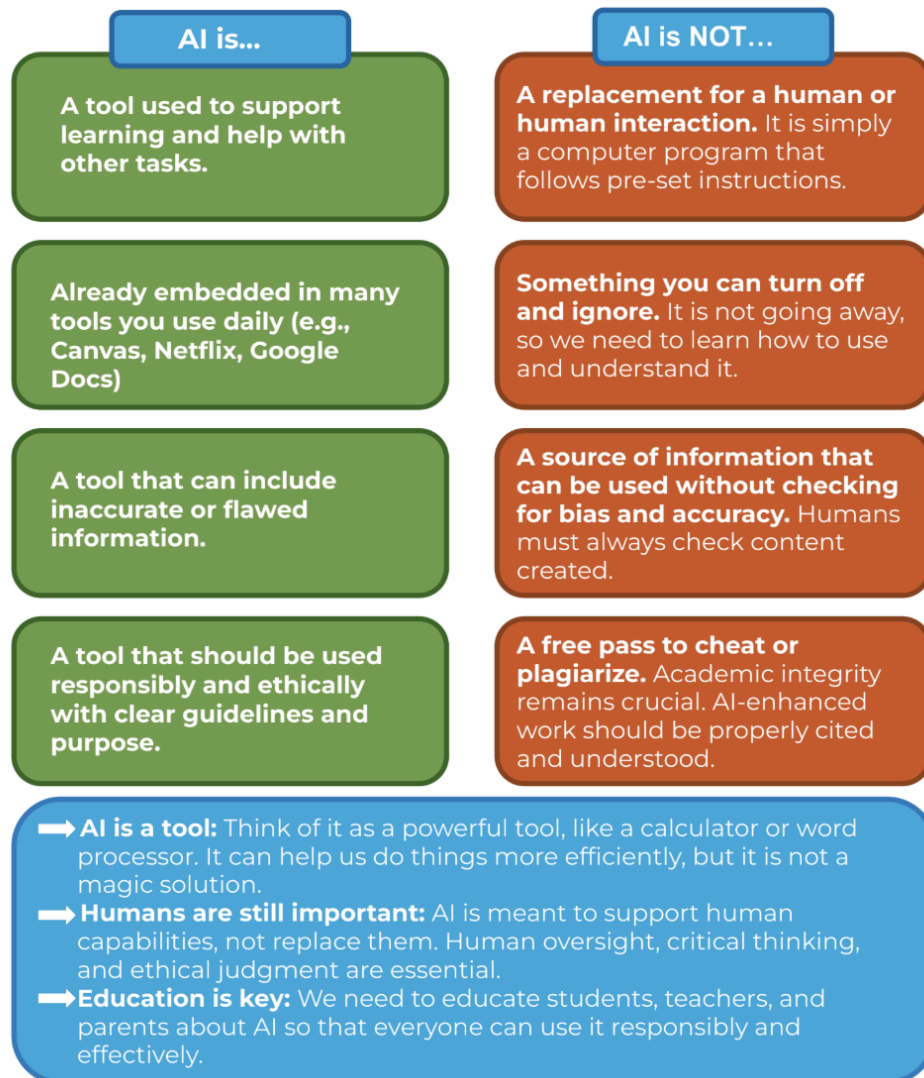 AI is...
A tool used to support
learning and help with
other tasks.
Already embedded in many
tools you use daily (e.g.,
Canvas, Netflix, Google
Docs)
A tool that can include
inaccurate or flawed
information.
A tool that should be used
responsibly and ethically
with clear guidelines and
purpose.
AI is NOT...
A replacement for a human or
human interaction. It is simply
a computer program that
follows pre-set instructions.
Something you can turn off
and ignore. It is not going away,
so we need to learn how to use
and understand it.
A source of information that
can be used without checking
for bias and accuracy. Humans
must always check content
created.
A free pass to cheat or
plagiarize. Academic integrity
remains crucial. AI-enhanced
work should be properly cited
and understood.
AI is a tool: Think of it as a powerful tool, like a calculator or word
processor. It can help us do things more efficiently, but it is not a
magic solution.
Humans are still important: AI is meant to support human
capabilities, not replace them. Human oversight, critical thinking,
and ethical judgment are essential.
Education is key: We need to educate students, teachers, and
parents about AI so that everyone can use it responsibly and
effectively.